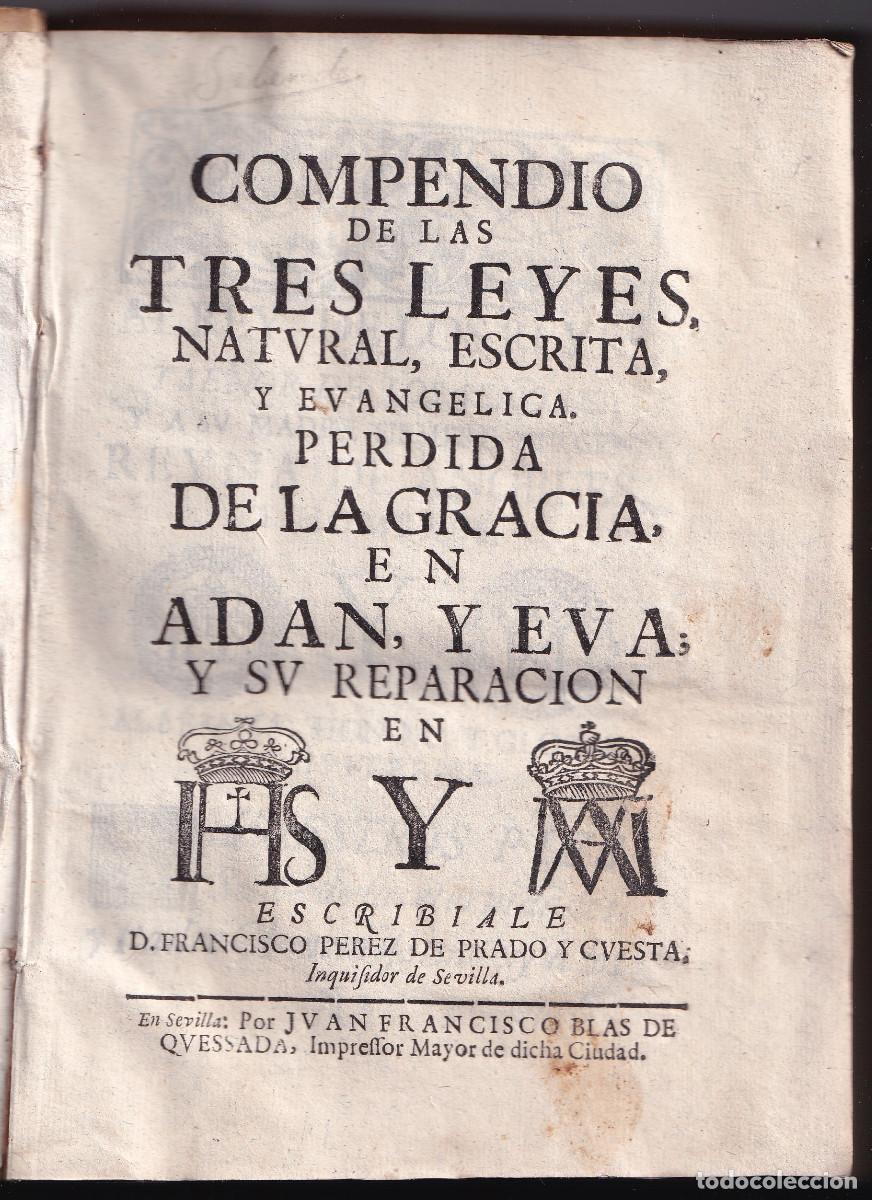 COMPENDIO
DE LAS
TRES LEYES,
NATVRAL, ESCRITA,
Y EVANGELICA.
PERDIDA
DE LA GRACIA,
EN
ADAN, Y EVA;
Y SV REPARACION
EN
IHS Y MA
ESCRIBIALE
D. FRANCISCO PEREZ DE PRADO Y CVESTA;
Inquiſidor de Sevilla.
En Sevilla: Por JVAN FRANCISCO BLAS DE
QVESSADA, Impreſſor Mayor de dicha Ciudad.
todocoleccion